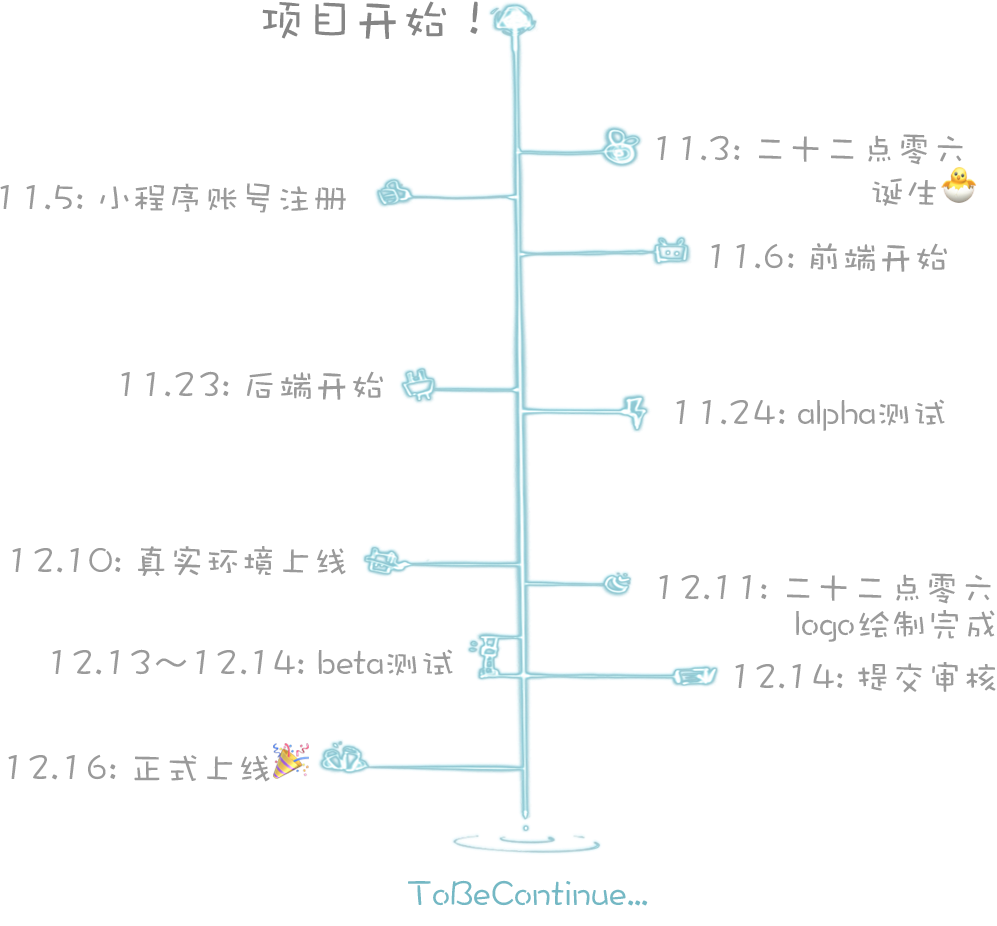 项目开始！
11.3: 二十二点零六
诞生🐣
11.5: 小程序账号注册
11.6: 前端开始
11.23: 后端开始
11.24: alpha测试
12.10: 真实环境上线
12.11: 二十二点零六
logo绘制完成
12.13～12.14: beta测试
12.14: 提交审核
12.16: 正式上线🎉
ToBeContinue...